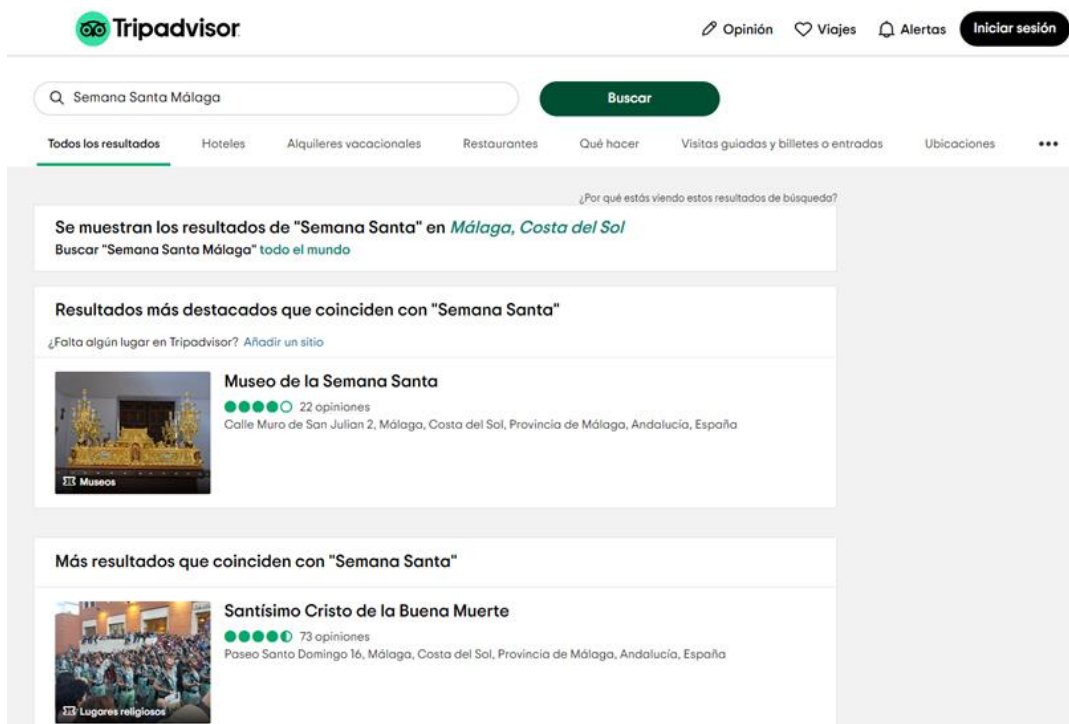 Tripadvisor
Opinión Viajes Alertas Iniciar sesión
Semana Santa Málaga Buscar
Todos los resultados Hoteles Alquileres vacacionales Restaurantes Qué hacer Visitas guiadas y billetes o entradas Ubicaciones
¿Por qué estás viendo estos resultados de búsqueda?
Se muestran los resultados de "Semana Santa" en Málaga, Costa del Sol
Buscar "Semana Santa Málaga" todo el mundo
Resultados más destacados que coinciden con "Semana Santa"
¿Falta algún lugar en Tripadvisor? Añadir un sitio
Museo de la Semana Santa
22 opiniones
Calle Muro de San Julian 2, Málaga, Costa del Sol, Provincia de Málaga, Andalucía, España
Museos
Más resultados que coinciden con "Semana Santa"
Santísimo Cristo de la Buena Muerte
73 opiniones
Paseo Santo Domingo 16, Málaga, Costa del Sol, Provincia de Málaga, Andalucía, España
Lugares religiosos